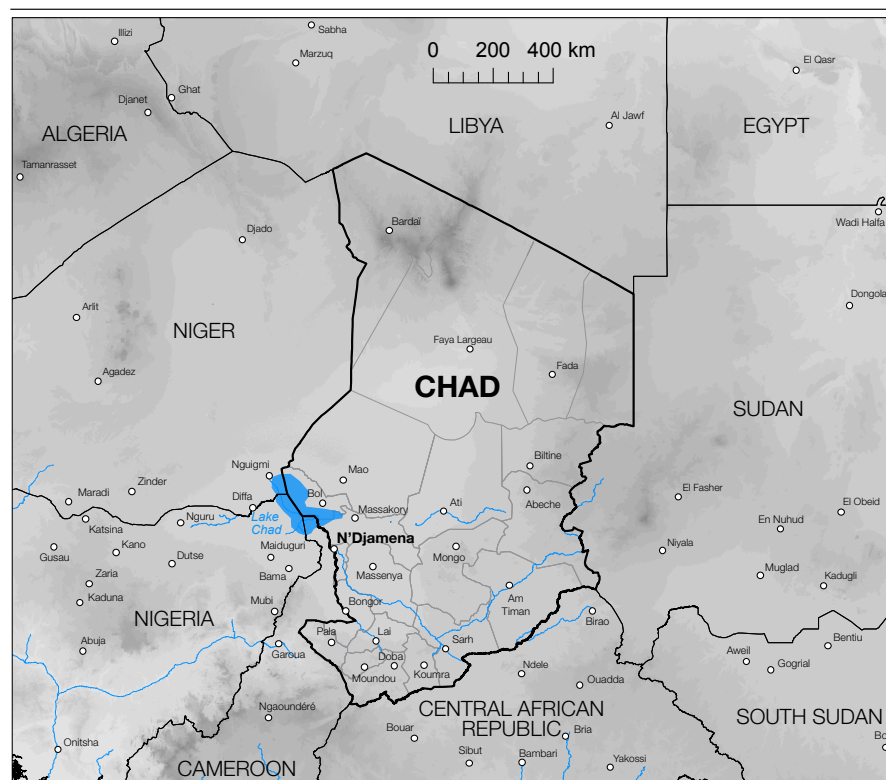 Illizi
Sabha
0 200 400 km
Marzuq
El Qasr
Ghat
Djanet
Al Jawf
ALGERIA
LIBYA
EGYPT
Tamanrasset
Wadi Halfa
Bardaï
Djado
Dongola
Arlit
NIGER
Faya Largeau
Fada
Agadez
CHAD
SUDAN
Biltine
Nguigmi
Mao
Zinder
Maradi
Diffa
Bol
Abeche
El Fasher
Ati
El Obeid
Massakory
Lake
Chad
Nguru
Katsina
En Nuhud
N'Djamena
Gusau
Kano
Dutse
Maiduguri
Mongo
Niyala
Bama
Massenya
Zaria
Muglad
Kadugli
Kaduna
Am
Timan
NIGERIA
Mubi
Bongor
Birao
Abuja
Garoua
Pala
Lai
Sarh
Bentiu
Aweil
Doba
Gogrial
Moundou
Koumra
Ndele
Ouadda
Ngaoundéré
CENTRAL AFRICAN
REPUBLIC
SOUTH SUDAN
Bouar
Bria
Onitsha
Sibut
Bambari
Yakossi
Bo
CAMEROON